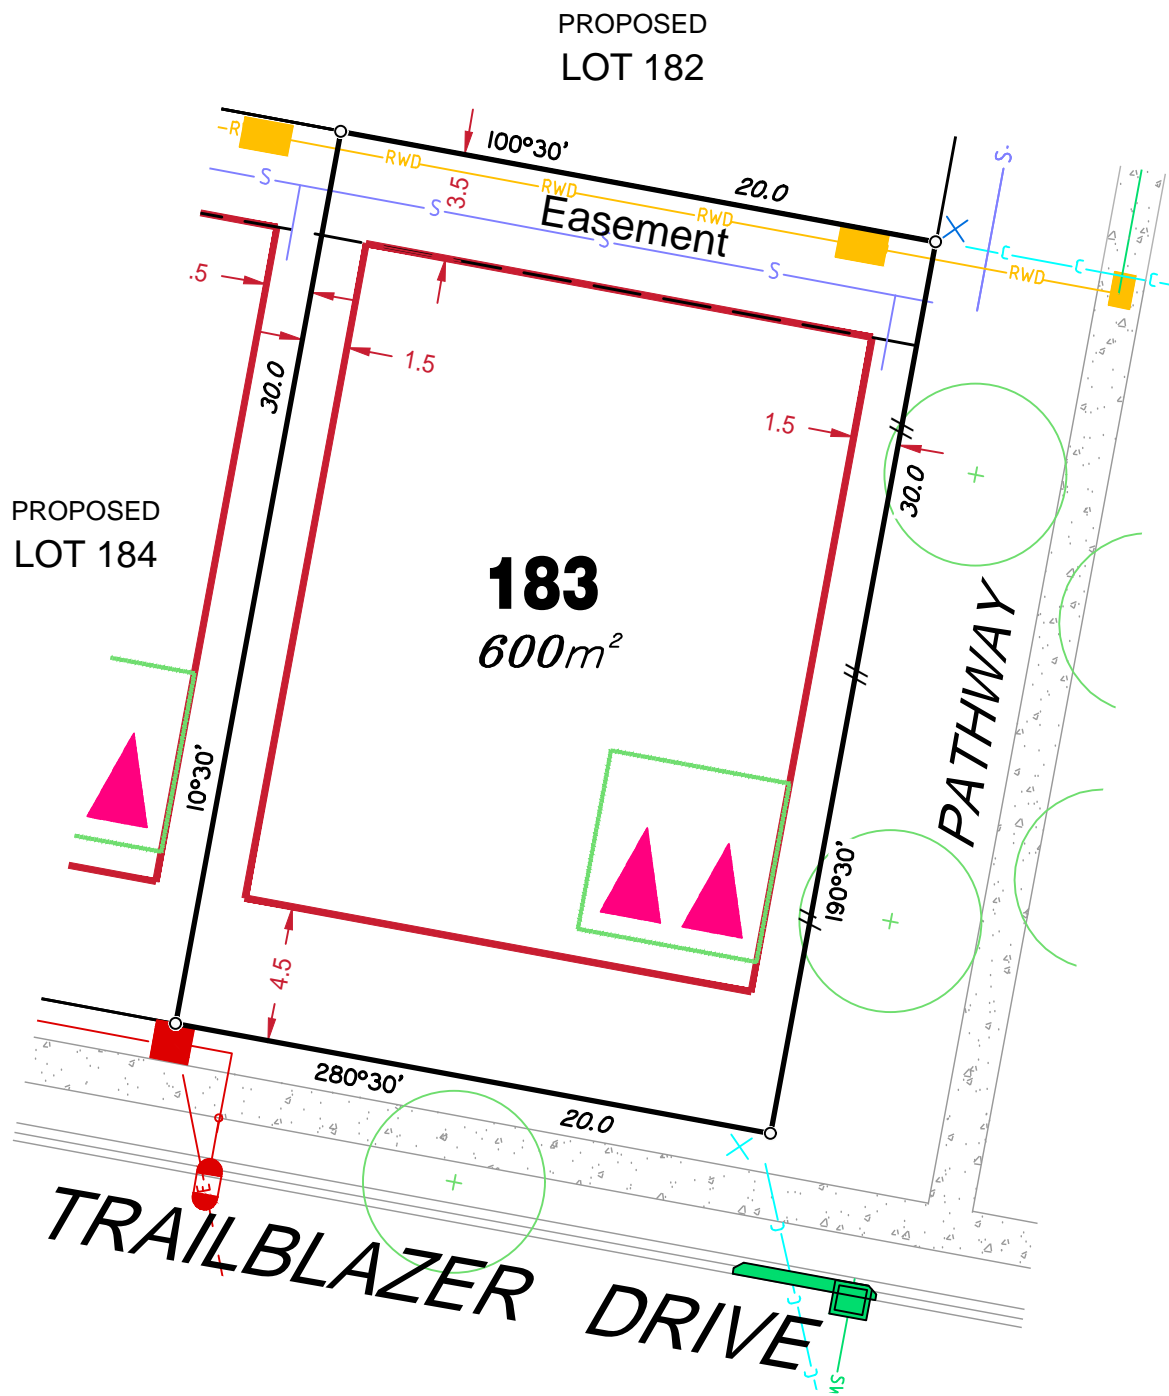 PROPOSED
LOT 182
-R
RWD
100°30'
RWD
20.0
RWD
RWD
S
S
S
S
S.
3.5
Easement
C
C
C-
.5
1.5
1.5
30.0
30.0
PROPOSED
LOT 184
183
600m²
PATHWAY
10°30'
190°30'
4.5
280°30'
20.0
E
C
C
C
TRAILBLAZER DRIVE
SW